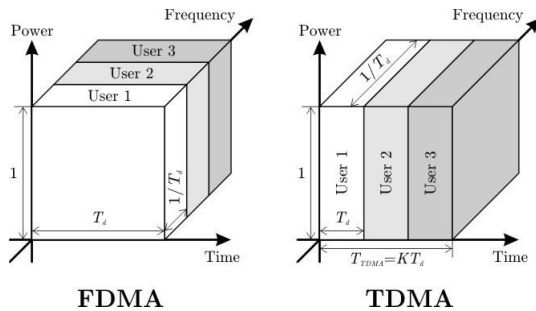 Power
Frequency
User 3
User 2
User 1
1
T_d
1/T_d
Time
FDMA
Power
Frequency
1/T_d
User 1
User 2
User 3
1
T_d
T_TDMA=KT_d
Time
TDMA